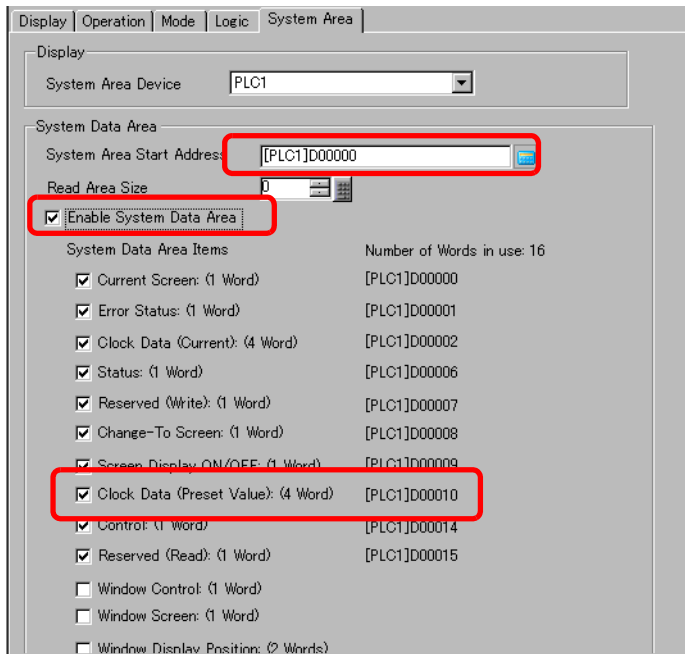 Display Operation Mode Logic System Area
Display
System Area Device PLC1
System Data Area
System Area Start Address [PLC1]D00000
Read Area Size 0
Enable System Data Area
System Data Area Items Number of Words in use: 16
Current Screen: (1 Word) [PLC1]D00000
Error Status: (1 Word) [PLC1]D00001
Clock Data (Current): (4 Word) [PLC1]D00002
Status: (1 Word) [PLC1]D00006
Reserved (Write): (1 Word) [PLC1]D00007
Change-To Screen: (1 Word) [PLC1]D00008
Screen Display ON/OFF: (1 Word) [PLC1]D00009
Clock Data (Preset Value): (4 Word) [PLC1]D00010
Control: (1 Word) [PLC1]D00014
Reserved (Read): (1 Word) [PLC1]D00015
Window Control: (1 Word)
Window Screen: (1 Word)
Window Display Position: (2 Words)